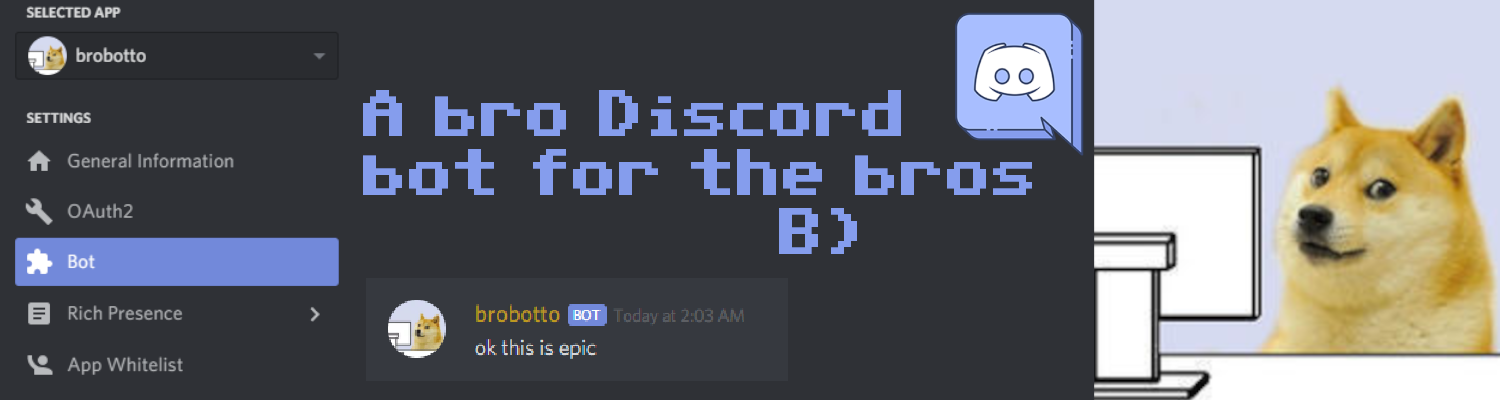 SELECTED APP
brobotto
SETTINGS
General Information
OAuth2
Bot
Rich Presence
App Whitelist
A bro Discord
bot for the bros
B)
brobotto BOT Today at 2:03 AM
ok this is epic